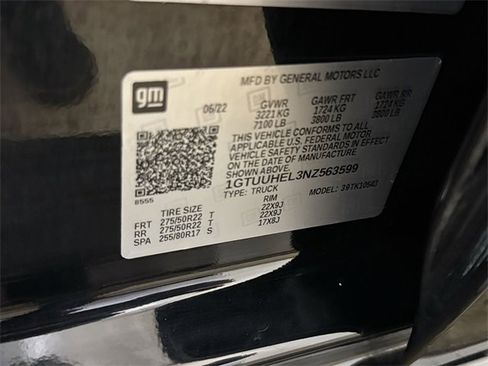 gm
MFD BY GENERAL MOTORS LLC
06/22 GVWR GAWR FRT GAWR RR
3221 KG 1724 KG 1724 KG
7100 LB 3800 LB 3800 LB
THIS VEHICLE CONFORMS TO ALL
APPLICABLE U.S. FEDERAL MOTOR
VEHICLE SAFETY STANDARDS IN EFFECT
ON THE DATE OF MANUFACTURE
SHOWN ABOVE.
1GTUUHEL3NZ563599
TYPE: TRUCK MODEL:
8555
TIRE SIZE RIM
FRT 275/50R22 T 22X9J
RR 275/50R22 T 22X9J
SPA 255/80R17 S 17X8J